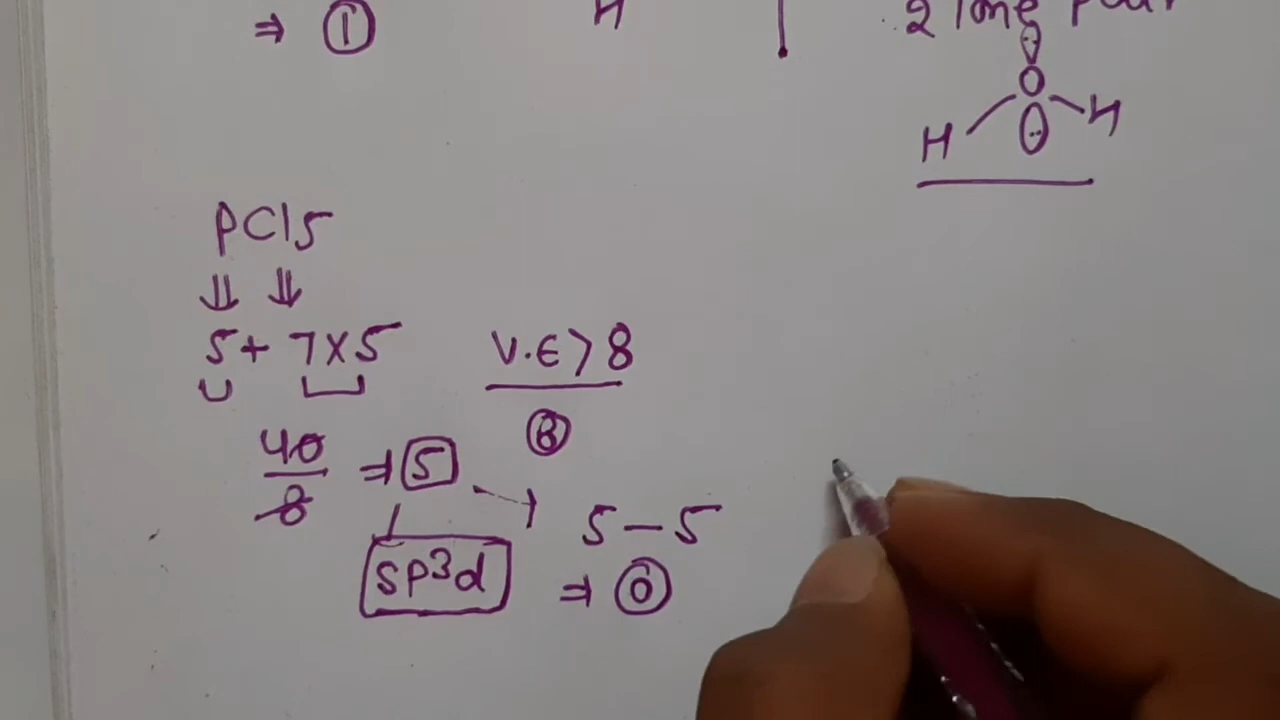 ⇒ ①
H
2 lone pair
O
H H
PCl5
⇓ ⇓
5 + 7×5
V.E > 8
⑧
40/8 ⇒ 5
5 – 5
sp³d
⇒ ⓪